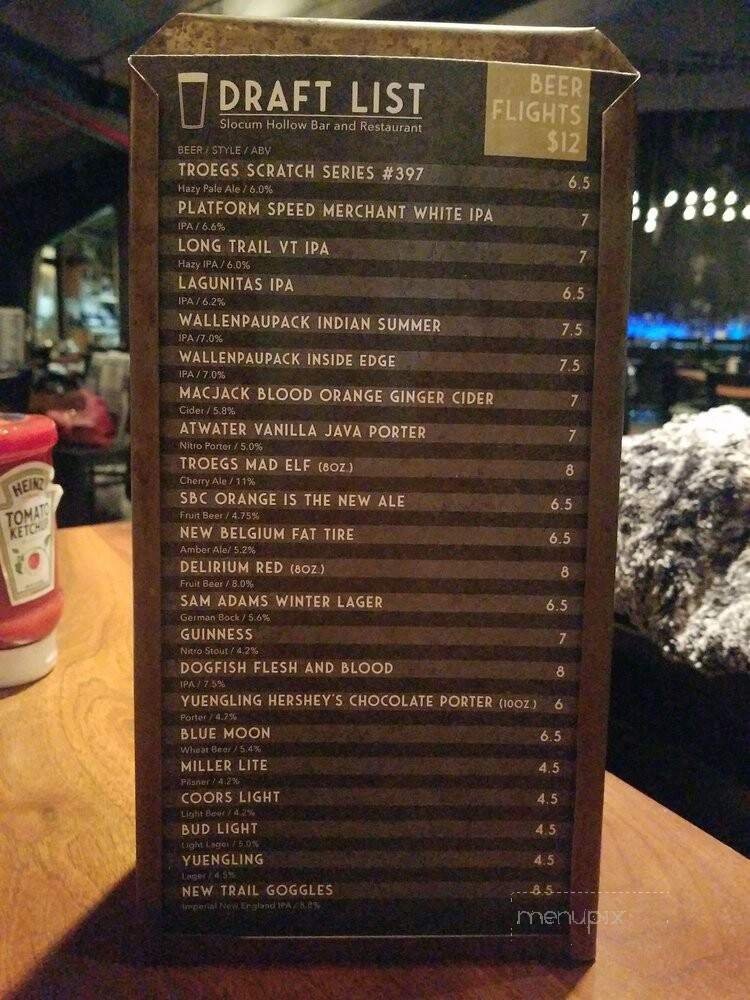 DRAFT LIST
Slocum Hollow Bar and Restaurant
BEER
FLIGHTS
$12
BEER / STYLE / ABV
TROEGS SCRATCH SERIES #397 6.5
Hazy Pale Ale / 6.0%
PLATFORM SPEED MERCHANT WHITE IPA 7
IPA / 6.6%
LONG TRAIL VT IPA 7
Hazy IPA / 6.0%
LAGUNITAS IPA 6.5
IPA / 6.2%
WALLENPAUPACK INDIAN SUMMER 7.5
IPA /7.0%
WALLENPAUPACK INSIDE EDGE 7.5
IPA / 7.0%
MACJACK BLOOD ORANGE GINGER CIDER 7
Cider / 5.8%
ATWATER VANILLA JAVA PORTER 7
Nitro Porter / 5.0%
TROEGS MAD ELF (8OZ.) 8
Cherry Ale / 11%
SBC ORANGE IS THE NEW ALE 6.5
Fruit Beer / 4.75%
NEW BELGIUM FAT TIRE 6.5
Amber Ale/ 5.2%
DELIRIUM RED (8OZ.) 8
Fruit Beer / 8.0%
SAM ADAMS WINTER LAGER 6.5
German Bock / 5.6%
GUINNESS 7
Nitro Stout / 4.2%
DOGFISH FLESH AND BLOOD 8
IPA / 7.5%
YUENGLING HERSHEY'S CHOCOLATE PORTER (10OZ.) 6
Porter / 4.7%
BLUE MOON 6.5
Wheat Beer / 5.4%
MILLER LITE 4.5
Pilsner / 4.2%
COORS LIGHT 4.5
Light Beer / 4.2%
BUD LIGHT 4.5
Light Lager / 5.0%
YUENGLING 4.5
Lager / 4.5%
NEW TRAIL GOGGLES 8.5
Imperial New England IPA / 8.8%
HEINZ
TOMATO
KETCHUP
menupix